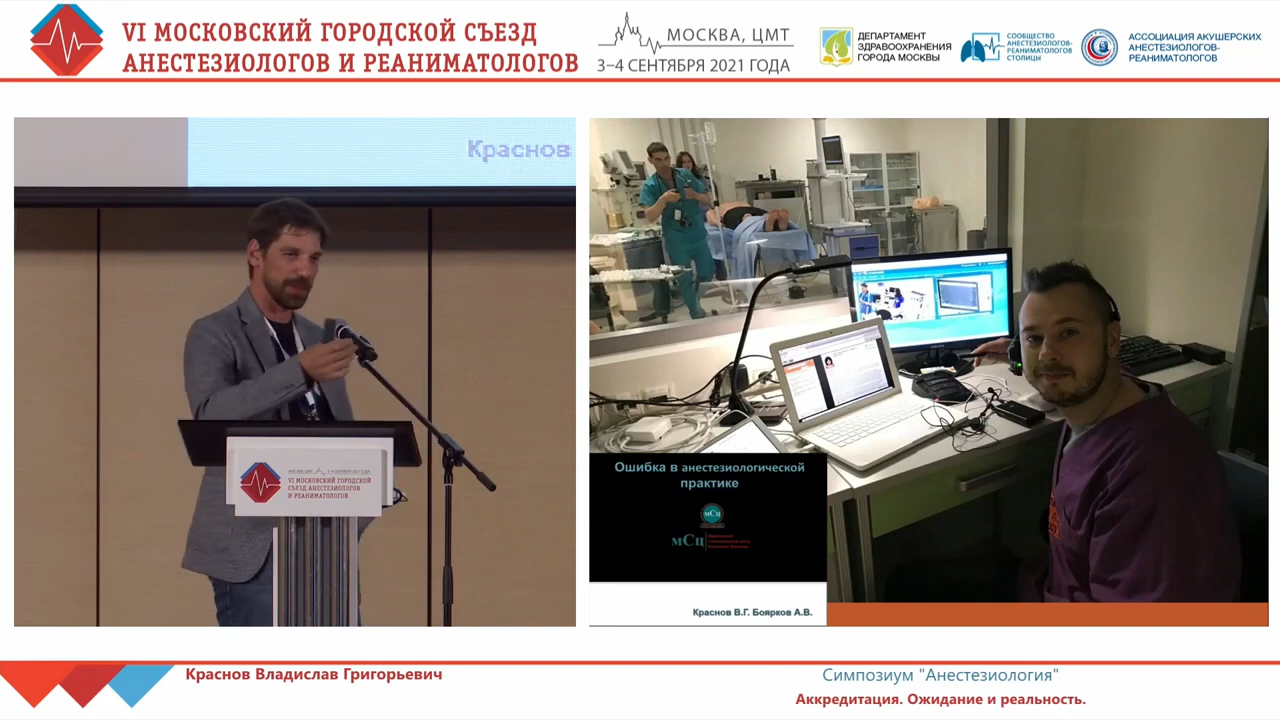 VI МОСКОВСКИЙ ГОРОДСКОЙ СЪЕЗД
АНЕСТЕЗИОЛОГОВ И РЕАНИМАТОЛОГОВ
МОСКВА, ЦМТ
3–4 СЕНТЯБРЯ 2021 ГОДА
ДЕПАРТАМЕНТ
ЗДРАВООХРАНЕНИЯ
ГОРОДА МОСКВЫ
СООБЩЕСТВО
АНЕСТЕЗИОЛОГОВ-
РЕАНИМАТОЛОГОВ
СТОЛИЦЫ
АССОЦИАЦИЯ АКУШЕРСКИХ
АНЕСТЕЗИОЛОГОВ-
РЕАНИМАТОЛОГОВ
Краснов
VI МОСКОВСКИЙ ГОРОДСКОЙ
СЪЕЗД АНЕСТЕЗИОЛОГОВ
И РЕАНИМАТОЛОГОВ
Ошибка в анестезиологической
практике
мСц
мСц
Краснов В.Г. Боярков А.В.
Краснов Владислав Григорьевич
Симпозиум "Анестезиология"
Аккредитация. Ожидание и реальность.